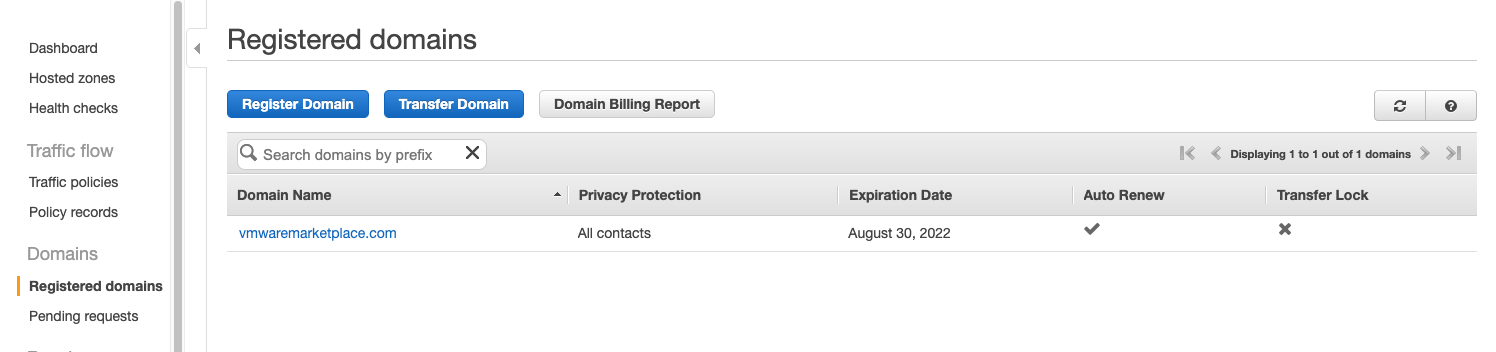 Dashboard
Hosted zones
Health checks
Traffic flow
Traffic policies
Policy records
Domains
Registered domains
Pending requests
Registered domains
Register Domain Transfer Domain Domain Billing Report
Search domains by prefix Displaying 1 to 1 out of 1 domains
Domain Name Privacy Protection Expiration Date Auto Renew Transfer Lock
vmwaremarketplace.com All contacts August 30, 2022